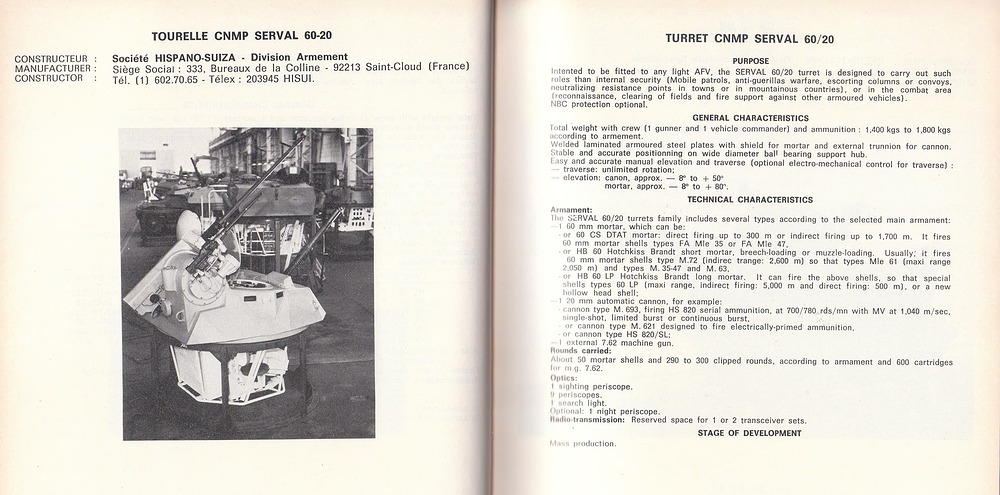 TOURELLE CNMP SERVAL 60-20
CONSTRUCTEUR : Société HISPANO-SUIZA - Division Armement
MANUFACTURER : Siège Social : 333, Bureaux de la Colline - 92213 Saint-Cloud (France)
CONSTRUCTOR : Tél. (1) 602.70.65 - Télex : 203945 HISUI.
TURRET CNMP SERVAL 60/20
PURPOSE
Intented to be fitted to any light AFV, the SERVAL 60/20 turret is designed to carry out such
roles than internal security (Mobile patrols, anti-guerillas warfare, escorting columns or convoys,
neutralizing resistance points in towns or in mountainous countries), or in the combat area
(reconnaissance, clearing of fields and fire support against other armoured vehicles).
NBC protection optional.
GENERAL CHARACTERISTICS
Total weight with crew (1 gunner and 1 vehicle commander) and ammunition : 1,400 kgs to 1,800 kgs
according to armement.
Welded laminated armoured steel plates with shield for mortar and external trunnion for cannon.
Stable and accurate positionning on wide diameter ball bearing support hub.
Easy and accurate manual elevation and traverse (optional electro-mechanical control for traverse) :
— traverse: unlimited rotation;
— elevation: canon, approx. — 8° to + 50°
mortar, approx. — 8° to + 80°.
TECHNICAL CHARACTERISTICS
Armament:
The SERVAL 60/20 turrets family includes several types according to the selected main armement:
—1 60 mm mortar, which can be:
- or 60 CS DTAT mortar: direct firing up to 300 m or indirect firing up to 1,700 m. It fires
60 mm mortar shells types FA Mle 35 or FA Mle 47,
- or HB 60 Hotchkiss Brandt short mortar, breech-loading or muzzle-loading. Usually; it fires
60 mm mortar shells type M.72 (indirec trange: 2,600 m) so that types Mle 61 (maxi range
2,050 m) and types M. 35-47 and M. 63,
- or HB 60 LP Hotchkiss Brandt long mortar. It can fire the above shells, so that special
shells types 60 LP (maxi range, indirect firing: 5,000 m and direct firing: 500 m), or a new
hollow head shell;
—1 20 mm automatic cannon, for example:
- cannon type M. 693, firing HS 820 serial ammunition, at 700/780 rds/mn with MV at 1,040 m/sec,
single-shot, limited burst or continuous burst,
- or cannon type M. 621 designed to fire electrically-primed ammunition,
- or cannon type HS 820/SL;
—1 external 7.62 machine gun.
Rounds carried:
About 50 mortar shells and 290 to 300 clipped rounds, according to armament and 600 cartridges
for m.g. 7.62.
Optics:
1 sighting periscope.
9 periscopes.
1 search light.
Optional: 1 night periscope.
Radio-transmission: Reserved space for 1 or 2 transceiver sets.
STAGE OF DEVELOPMENT
Mass production.